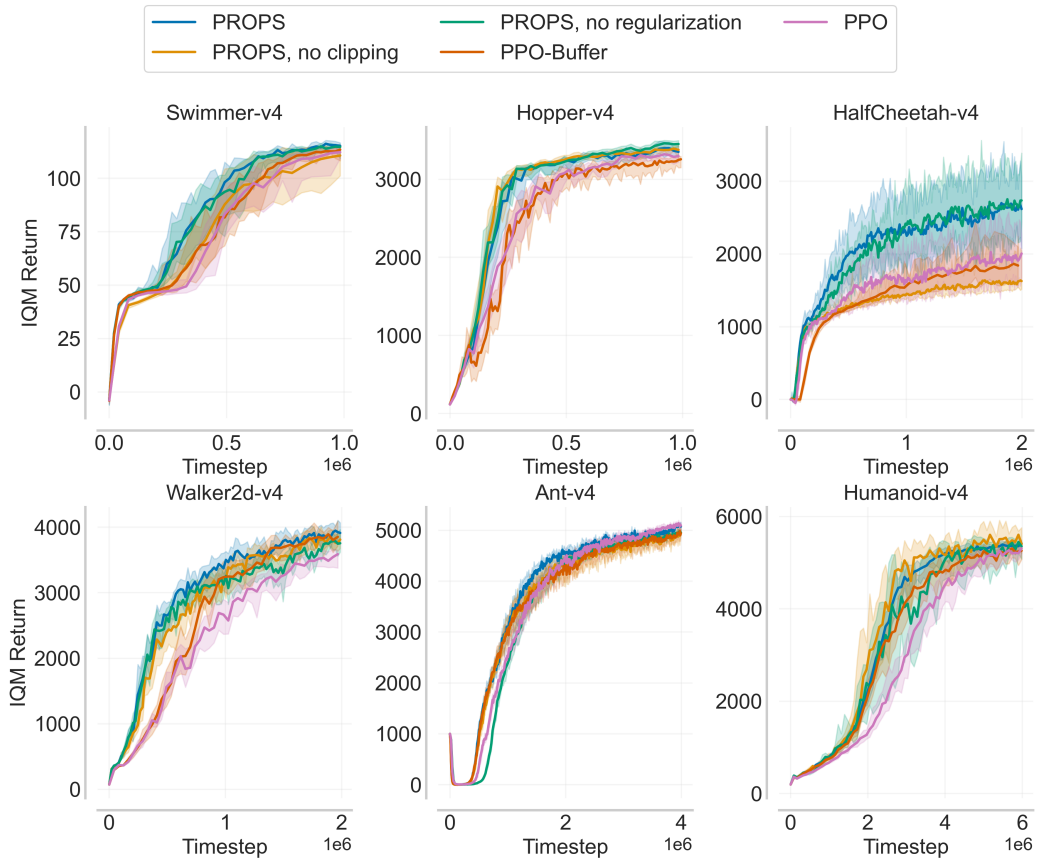 PROPS
PROPS, no regularization
PPO
PROPS, no clipping
PPO-Buffer
Swimmer-v4
Hopper-v4
HalfCheetah-v4
IQM Return
100
75
50
25
0
3000
2000
1000
0
3000
2000
1000
0
0.0 0.5 1.0
1e6
Timestep
0.0 0.5 1.0
1e6
Timestep
0 1 2
1e6
Timestep
Walker2d-v4
Ant-v4
Humanoid-v4
IQM Return
4000
3000
2000
1000
0
5000
4000
3000
2000
1000
0
6000
4000
2000
0
0 1 2
1e6
Timestep
0 2 4
1e6
Timestep
0 2 4 6
1e6
Timestep